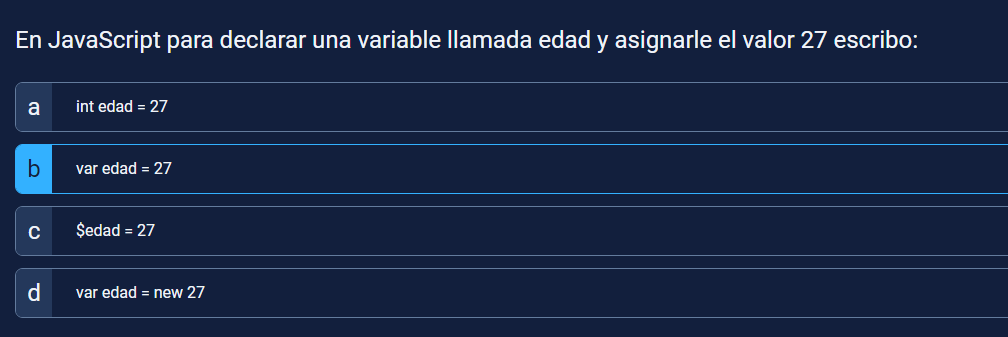 En JavaScript para declarar una variable llamada edad y asignarle el valor 27 escribo:
a int edad = 27
b var edad = 27
c $edad = 27
d var edad = new 27